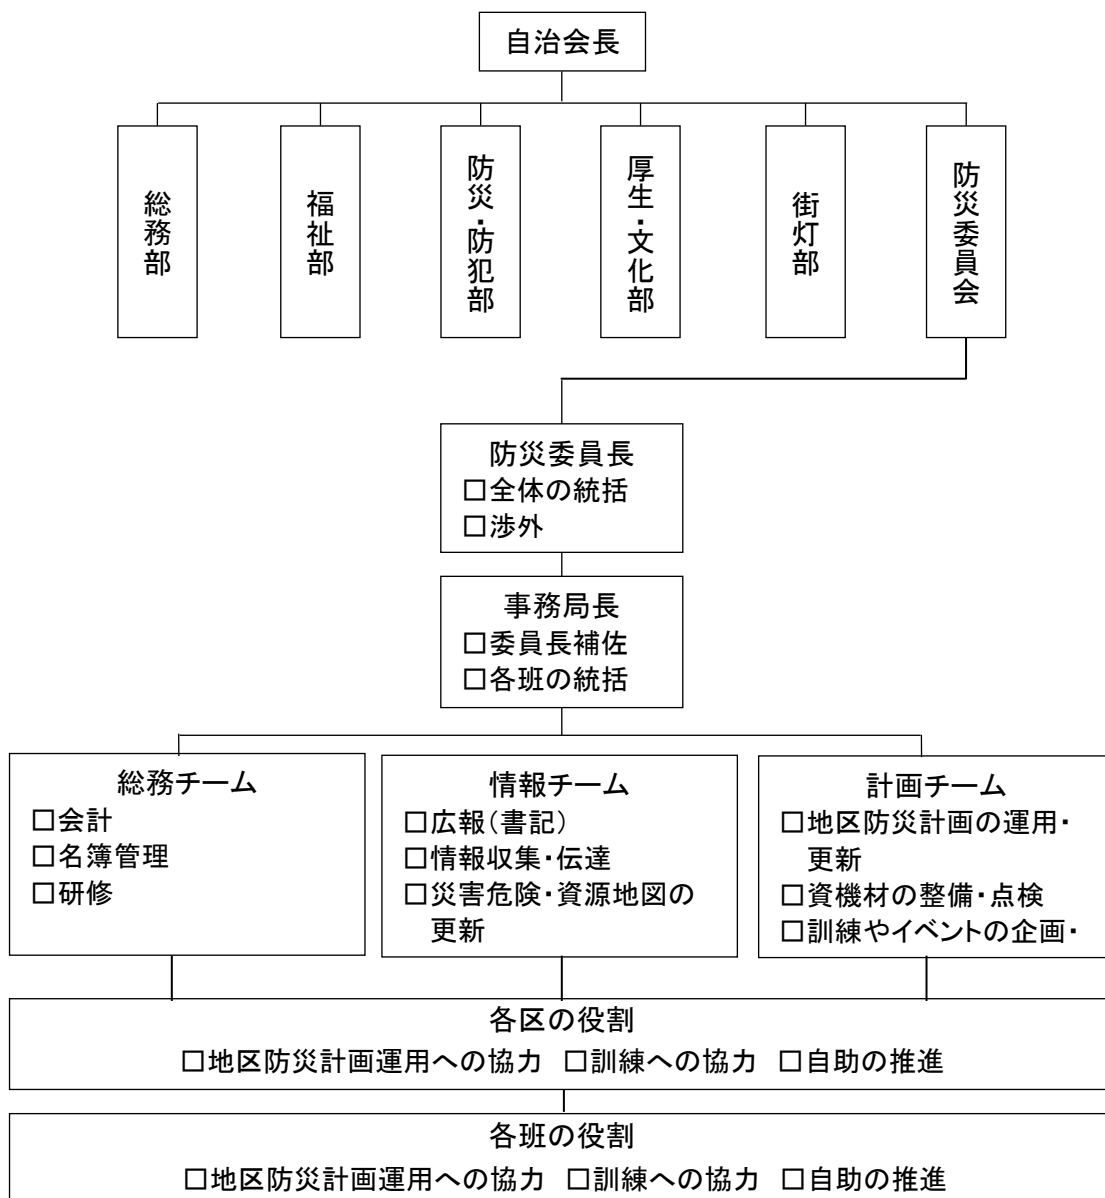 自治会長
総務部
福祉部
防災・防犯部
厚生・文化部
街灯部
防災委員会
防災委員長
□全体の統括
□渉外
事務局長
□委員長補佐
□各班の統括
総務チーム
□会計
□名簿管理
□研修
情報チーム
□広報（書記）
□情報収集・伝達
□災害危険・資源地図の
更新
計画チーム
□地区防災計画の運用・
更新
□資機材の整備・点検
□訓練やイベントの企画・
各区の役割
□地区防災計画運用への協力 □訓練への協力 □自助の推進
各班の役割
□地区防災計画運用への協力 □訓練への協力 □自助の推進